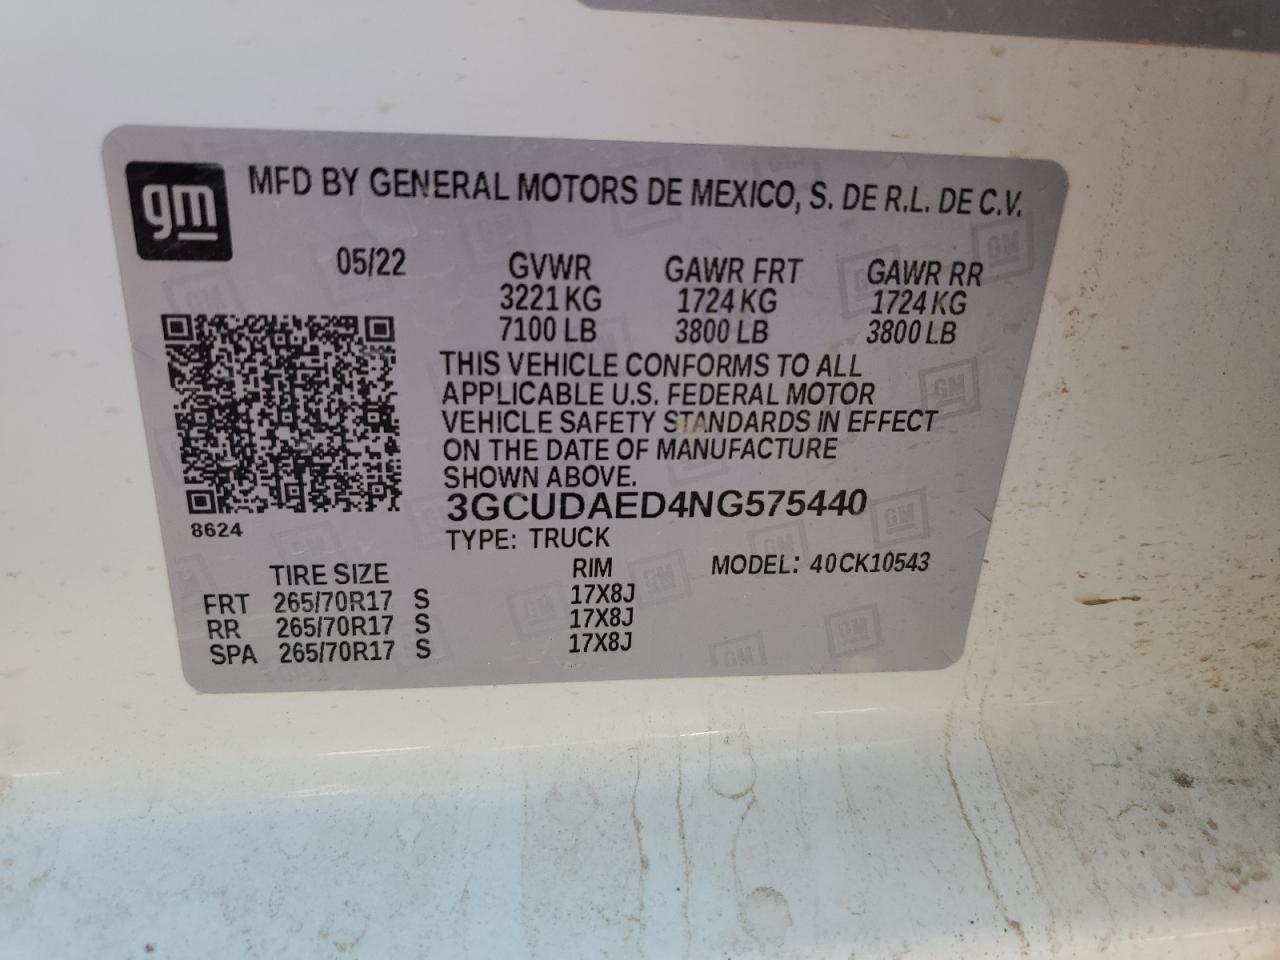 gm MFD BY GENERAL MOTORS DE MEXICO, S. DE R.L. DE C.V.
05/22 GVWR GAWR FRT GAWR RR
3221 KG 1724 KG 1724 KG
7100 LB 3800 LB 3800 LB
THIS VEHICLE CONFORMS TO ALL
APPLICABLE U.S. FEDERAL MOTOR
VEHICLE SAFETY STANDARDS IN EFFECT
ON THE DATE OF MANUFACTURE
SHOWN ABOVE.
3GCUDAED4NG575440
8624
TYPE: TRUCK
TIRE SIZE RIM MODEL: 40CK10543
FRT 265/70R17 S 17X8J
RR 265/70R17 S 17X8J
SPA 265/70R17 S 17X8J